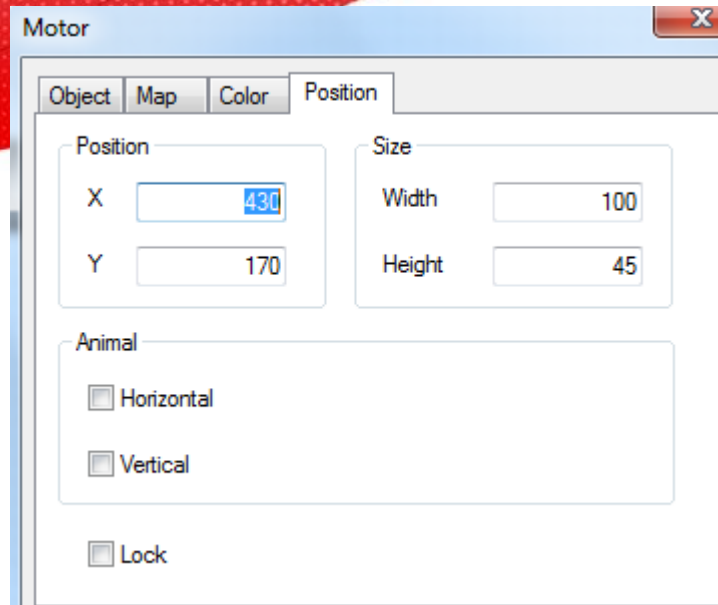 Motor
Object Map Color Position
Position
X 430
Y 170
Size
Width 100
Height 45
Animal
Horizontal
Vertical
Lock